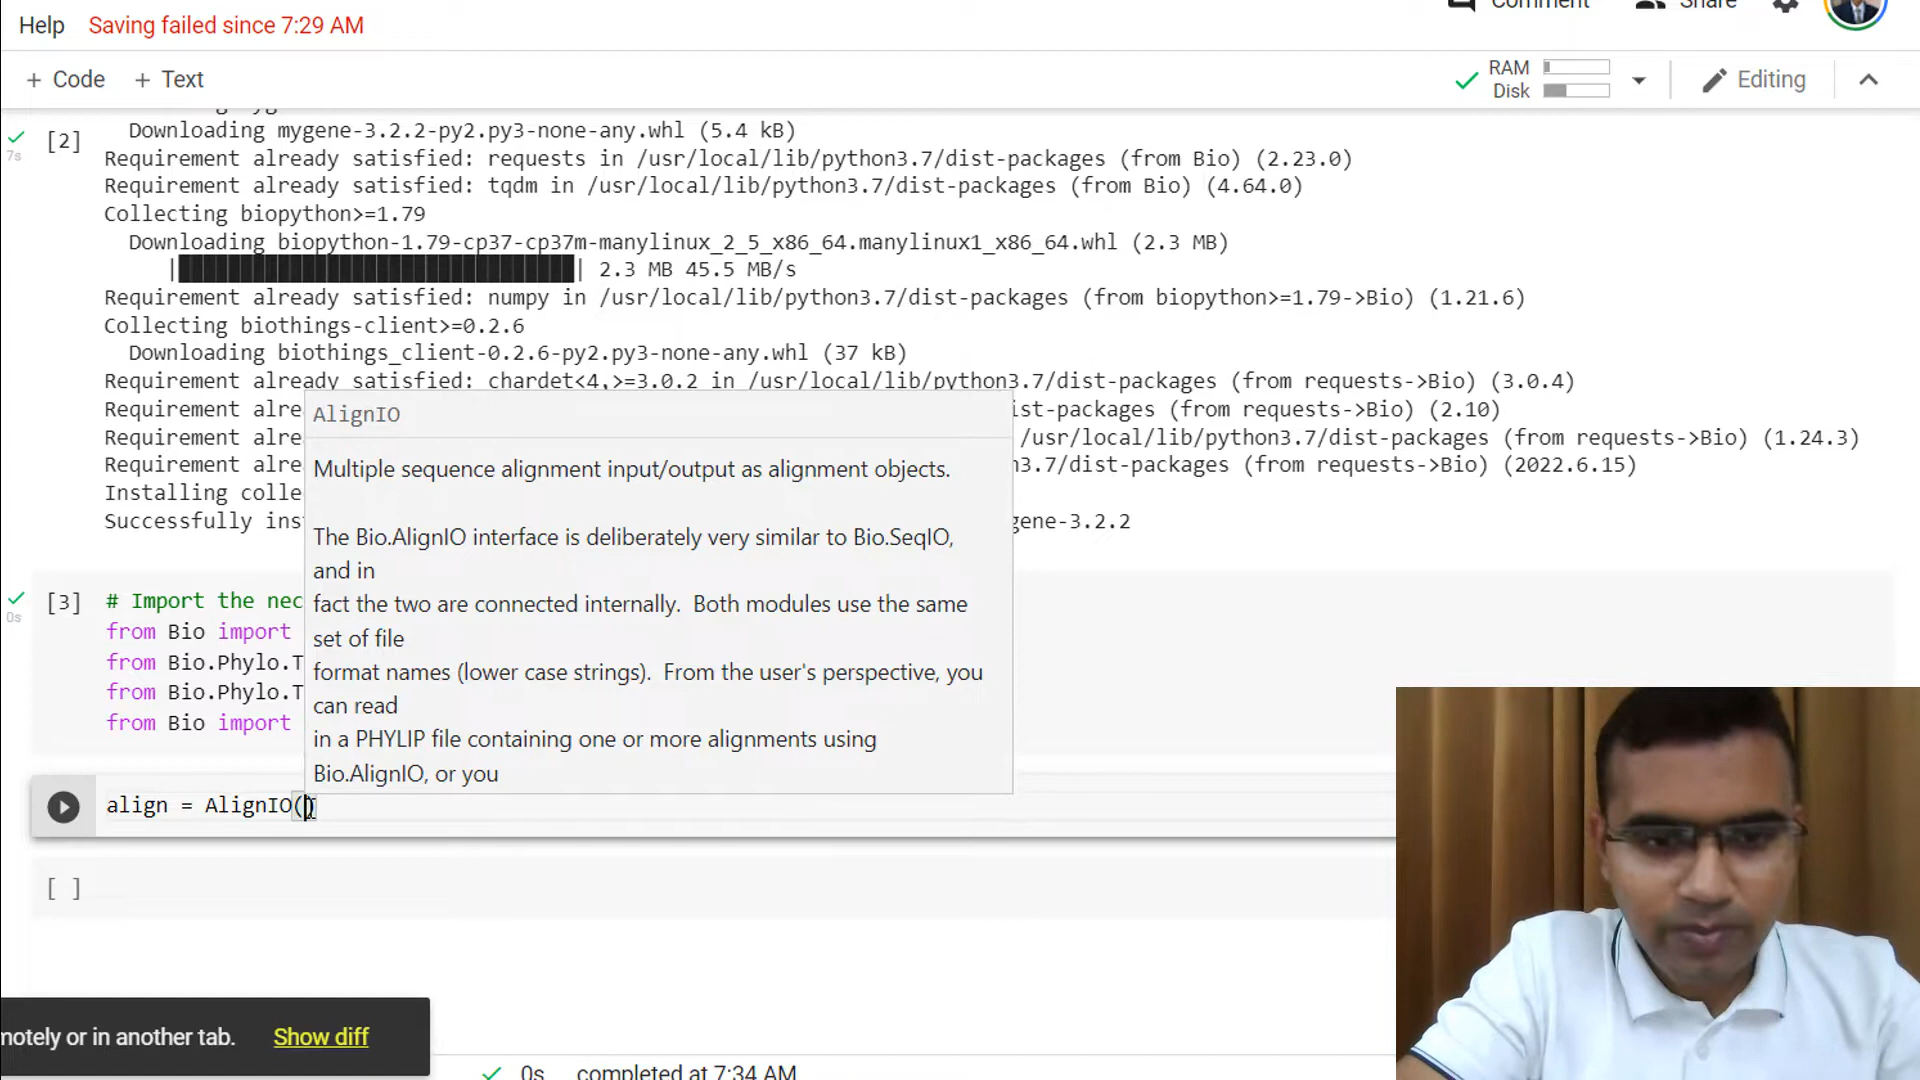 Help Saving failed since 7:29 AM Comment Share
+ Code + Text RAM Disk Editing
[2] Downloading mygene-3.2.2-py2.py3-none-any.whl (5.4 kB)
7s
Requirement already satisfied: requests in /usr/local/lib/python3.7/dist-packages (from Bio) (2.23.0)
Requirement already satisfied: tqdm in /usr/local/lib/python3.7/dist-packages (from Bio) (4.64.0)
Collecting biopython>=1.79
Downloading biopython-1.79-cp37-cp37m-manylinux_2_5_x86_64.manylinux1_x86_64.whl (2.3 MB)
| 2.3 MB 45.5 MB/s
Requirement already satisfied: numpy in /usr/local/lib/python3.7/dist-packages (from biopython>=1.79->Bio) (1.21.6)
Collecting biothings-client>=0.2.6
Downloading biothings_client-0.2.6-py2.py3-none-any.whl (37 kB)
Requirement already satisfied: chardet<4,>=3.0.2 in /usr/local/lib/python3.7/dist-packages (from requests->Bio) (3.0.4)
Requirement alre ist-packages (from requests->Bio) (2.10)
Requirement alre /usr/local/lib/python3.7/dist-packages (from requests->Bio) (1.24.3)
Requirement alre n3.7/dist-packages (from requests->Bio) (2022.6.15)
Installing colle
Successfully ins gene-3.2.2
AlignIO
Multiple sequence alignment input/output as alignment objects.
The Bio.AlignIO interface is deliberately very similar to Bio.SeqIO,
and in
fact the two are connected internally. Both modules use the same
set of file
format names (lower case strings). From the user's perspective, you
can read
in a PHYLIP file containing one or more alignments using
Bio.AlignIO, or you
[3] # Import the nec
0s
from Bio import
from Bio.Phylo.T
from Bio.Phylo.T
from Bio import
align = AlignIO()
[ ]
motely or in another tab. Show diff
0s completed at 7:34 AM